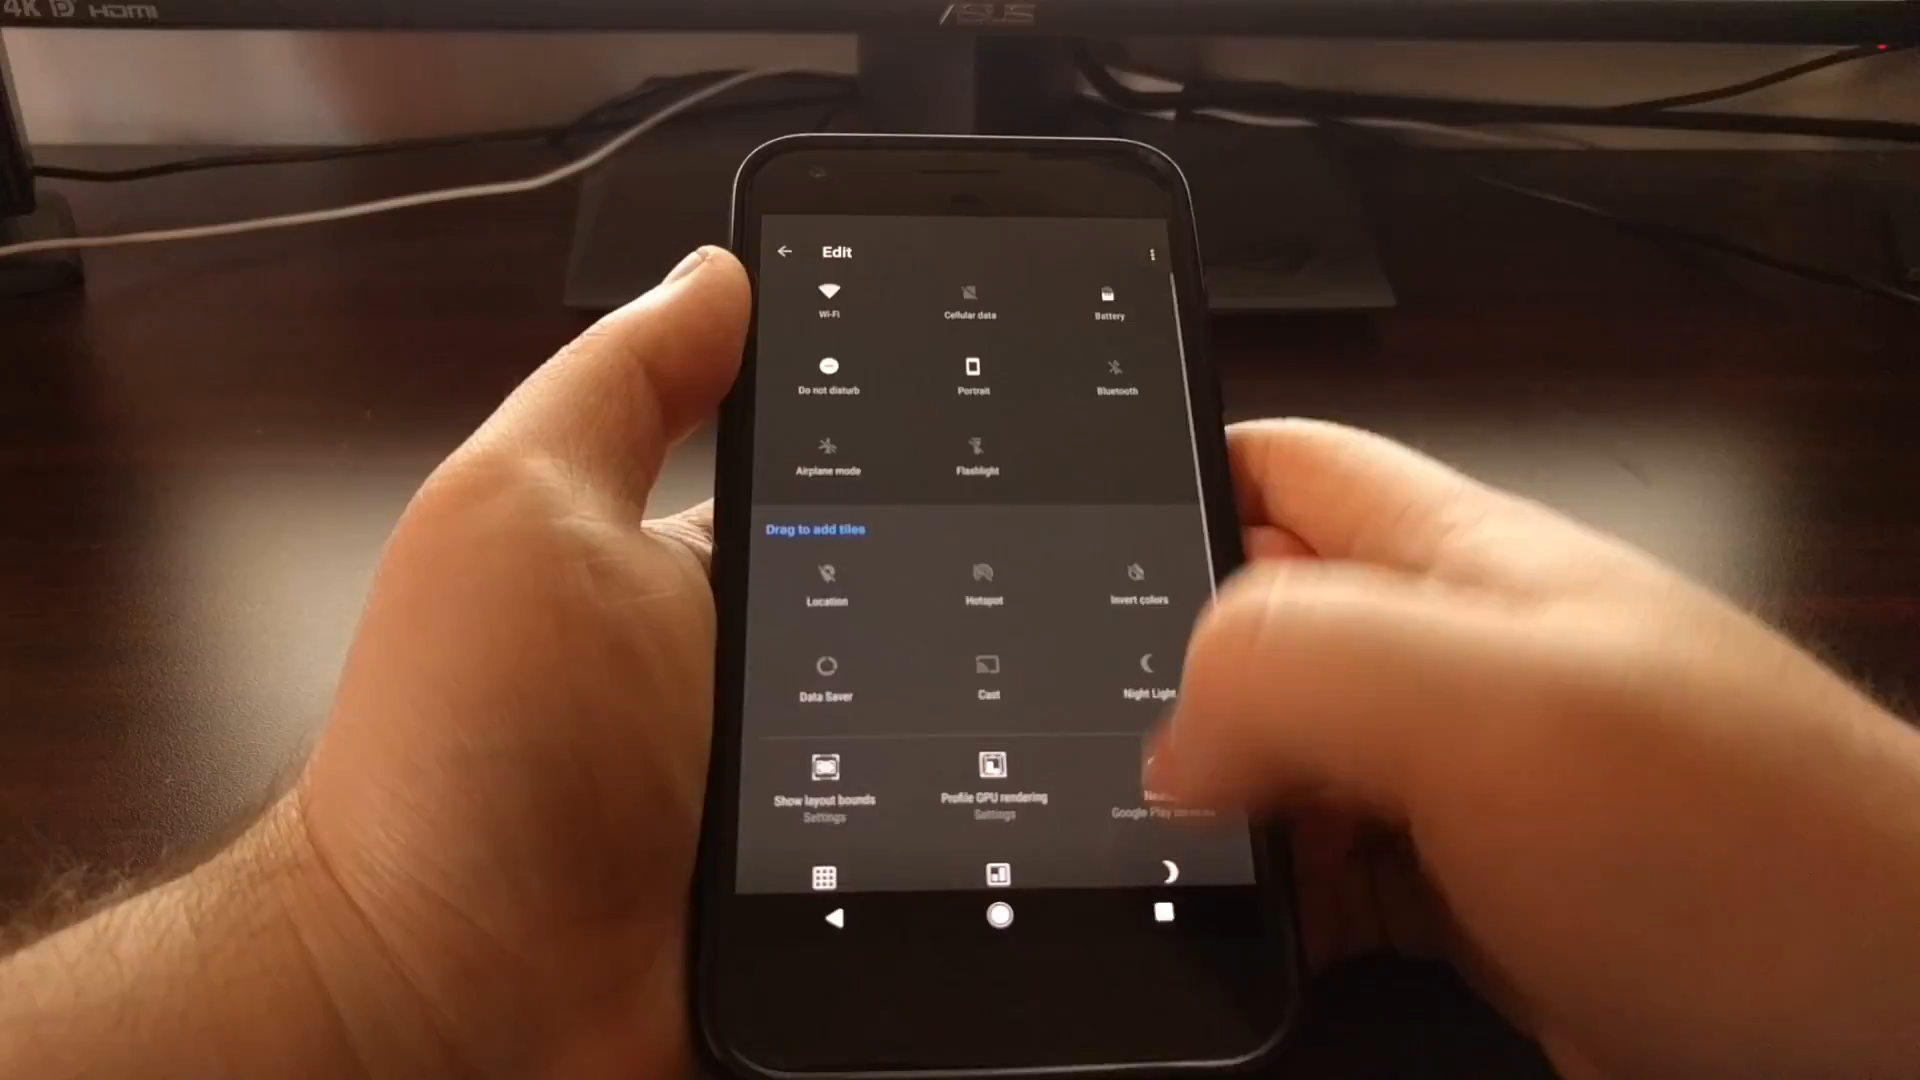 4K
HDMI
ASUS
Edit
Wi-Fi
Cellular data
Battery
Do not disturb
Portrait
Bluetooth
Airplane mode
Flashlight
Drag to add tiles
Location
Hotspot
Invert colors
Data Saver
Cast
Night Light
Show layout bounds
Settings
Profile GPU rendering
Settings
Google Play